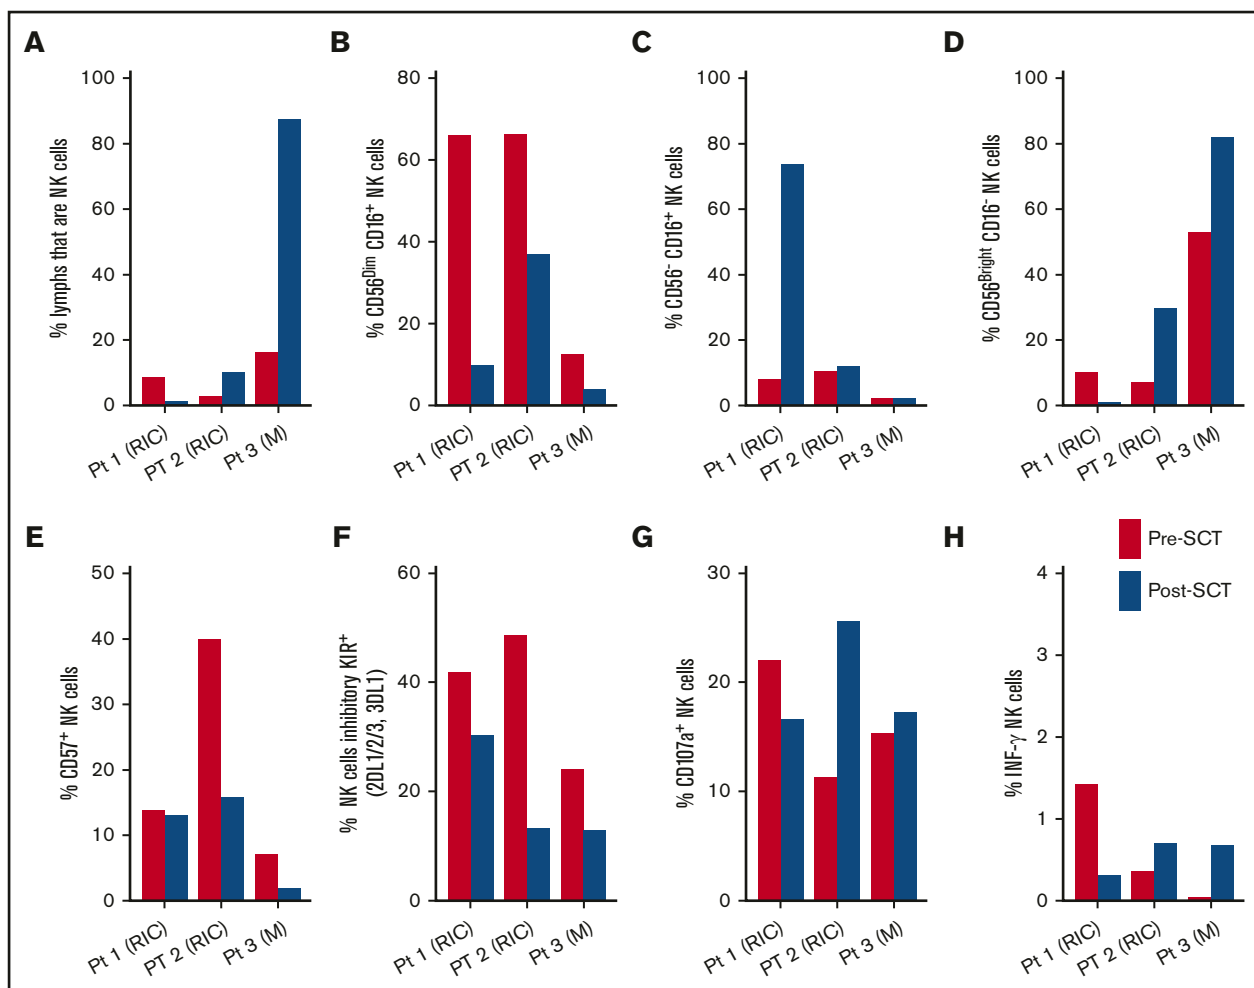 A
% lymphs that are NK cells
100
80
60
40
20
0
Pt 1 (RIC)
PT 2 (RIC)
Pt 3 (M)
B
% CD56Dim CD16+ NK cells
80
60
40
20
0
Pt 1 (RIC)
PT 2 (RIC)
Pt 3 (M)
C
% CD56- CD16+ NK cells
100
80
60
40
20
0
Pt 1 (RIC)
PT 2 (RIC)
Pt 3 (M)
D
% CD56Bright CD16- NK cells
100
80
60
40
20
0
Pt 1 (RIC)
PT 2 (RIC)
Pt 3 (M)
E
% CD57+ NK cells
50
40
30
20
10
0
Pt 1 (RIC)
PT 2 (RIC)
Pt 3 (M)
F
% NK cells inhibitory KIR+
(2DL1/2/3, 3DL1)
60
40
20
0
Pt 1 (RIC)
PT 2 (RIC)
Pt 3 (M)
G
% CD107a+ NK cells
30
20
10
0
Pt 1 (RIC)
PT 2 (RIC)
Pt 3 (M)
H
% INF-γ NK cells
4
3
2
1
0
Pt 1 (RIC)
PT 2 (RIC)
Pt 3 (M)
Pre-SCT
Post-SCT